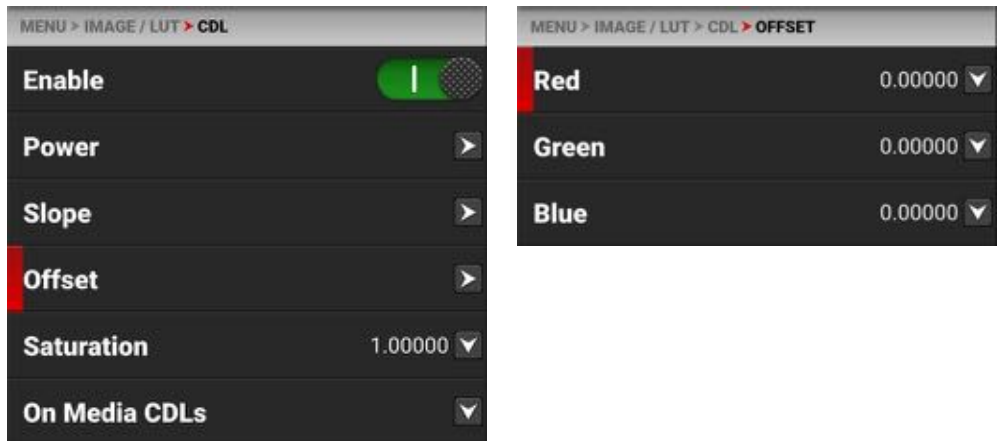 MENU > IMAGE / LUT > CDL
Enable
Power
Slope
Offset
Saturation 1.00000
On Media CDLs
MENU > IMAGE / LUT > CDL > OFFSET
Red 0.00000
Green 0.00000
Blue 0.00000